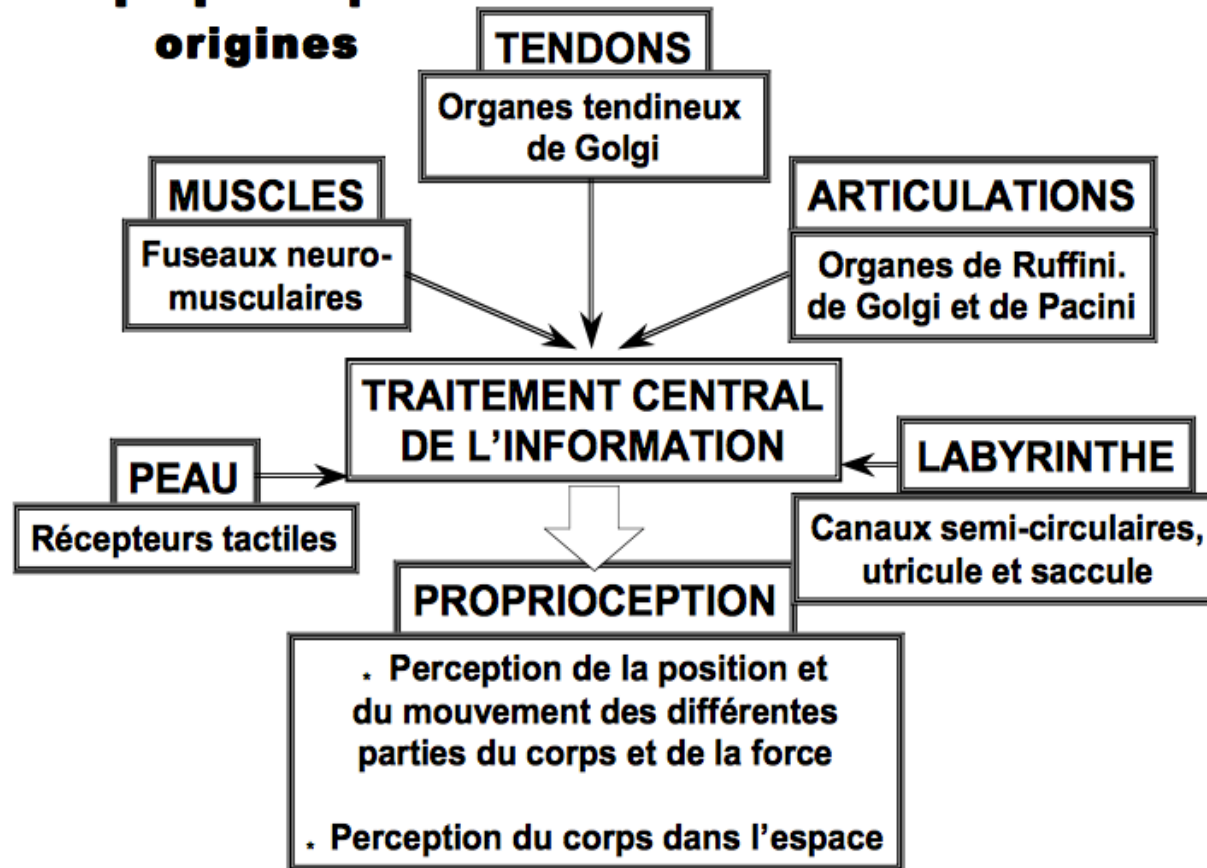 origines
TENDONS
Organes tendineux
de Golgi
MUSCLES
Fuseaux neuro-
musculaires
ARTICULATIONS
Organes de Ruffini.
de Golgi et de Pacini
TRAITEMENT CENTRAL
DE L'INFORMATION
PEAU
Récepteurs tactiles
LABYRINTHE
Canaux semi-circulaires,
utricule et saccule
PROPRIOCEPTION
* Perception de la position et
du mouvement des différentes
parties du corps et de la force
* Perception du corps dans l'espace